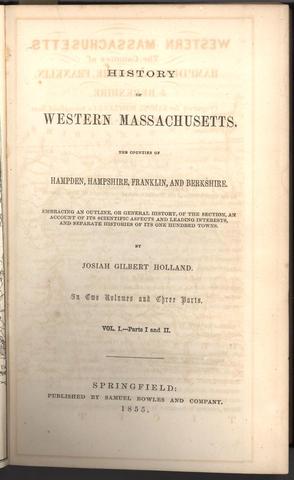 HISTORY
OF
WESTERN MASSACHUSETTS.
THE COUNTIES OF
HAMPDEN, HAMPSHIRE, FRANKLIN, AND BERKSHIRE.
EMBRACING AN OUTLINE, OR GENERAL HISTORY, OF THE SECTION, AN
ACCOUNT OF ITS SCIENTIFIC ASPECTS AND LEADING INTERESTS,
AND SEPARATE HISTORIES OF ITS ONE HUNDRED TOWNS.
BY
JOSIAH GILBERT HOLLAND.
In Two Volumes and Three Parts.
VOL. I.—Parts I and II.
SPRINGFIELD:
PUBLISHED BY SAMUEL BOWLES AND COMPANY.
1855.